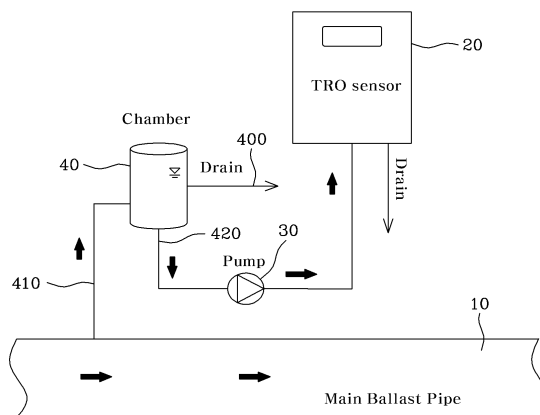 20
TRO sensor
Chamber
40
Drain
400
Drain
420
30
Pump
410
10
Main Ballast Pipe